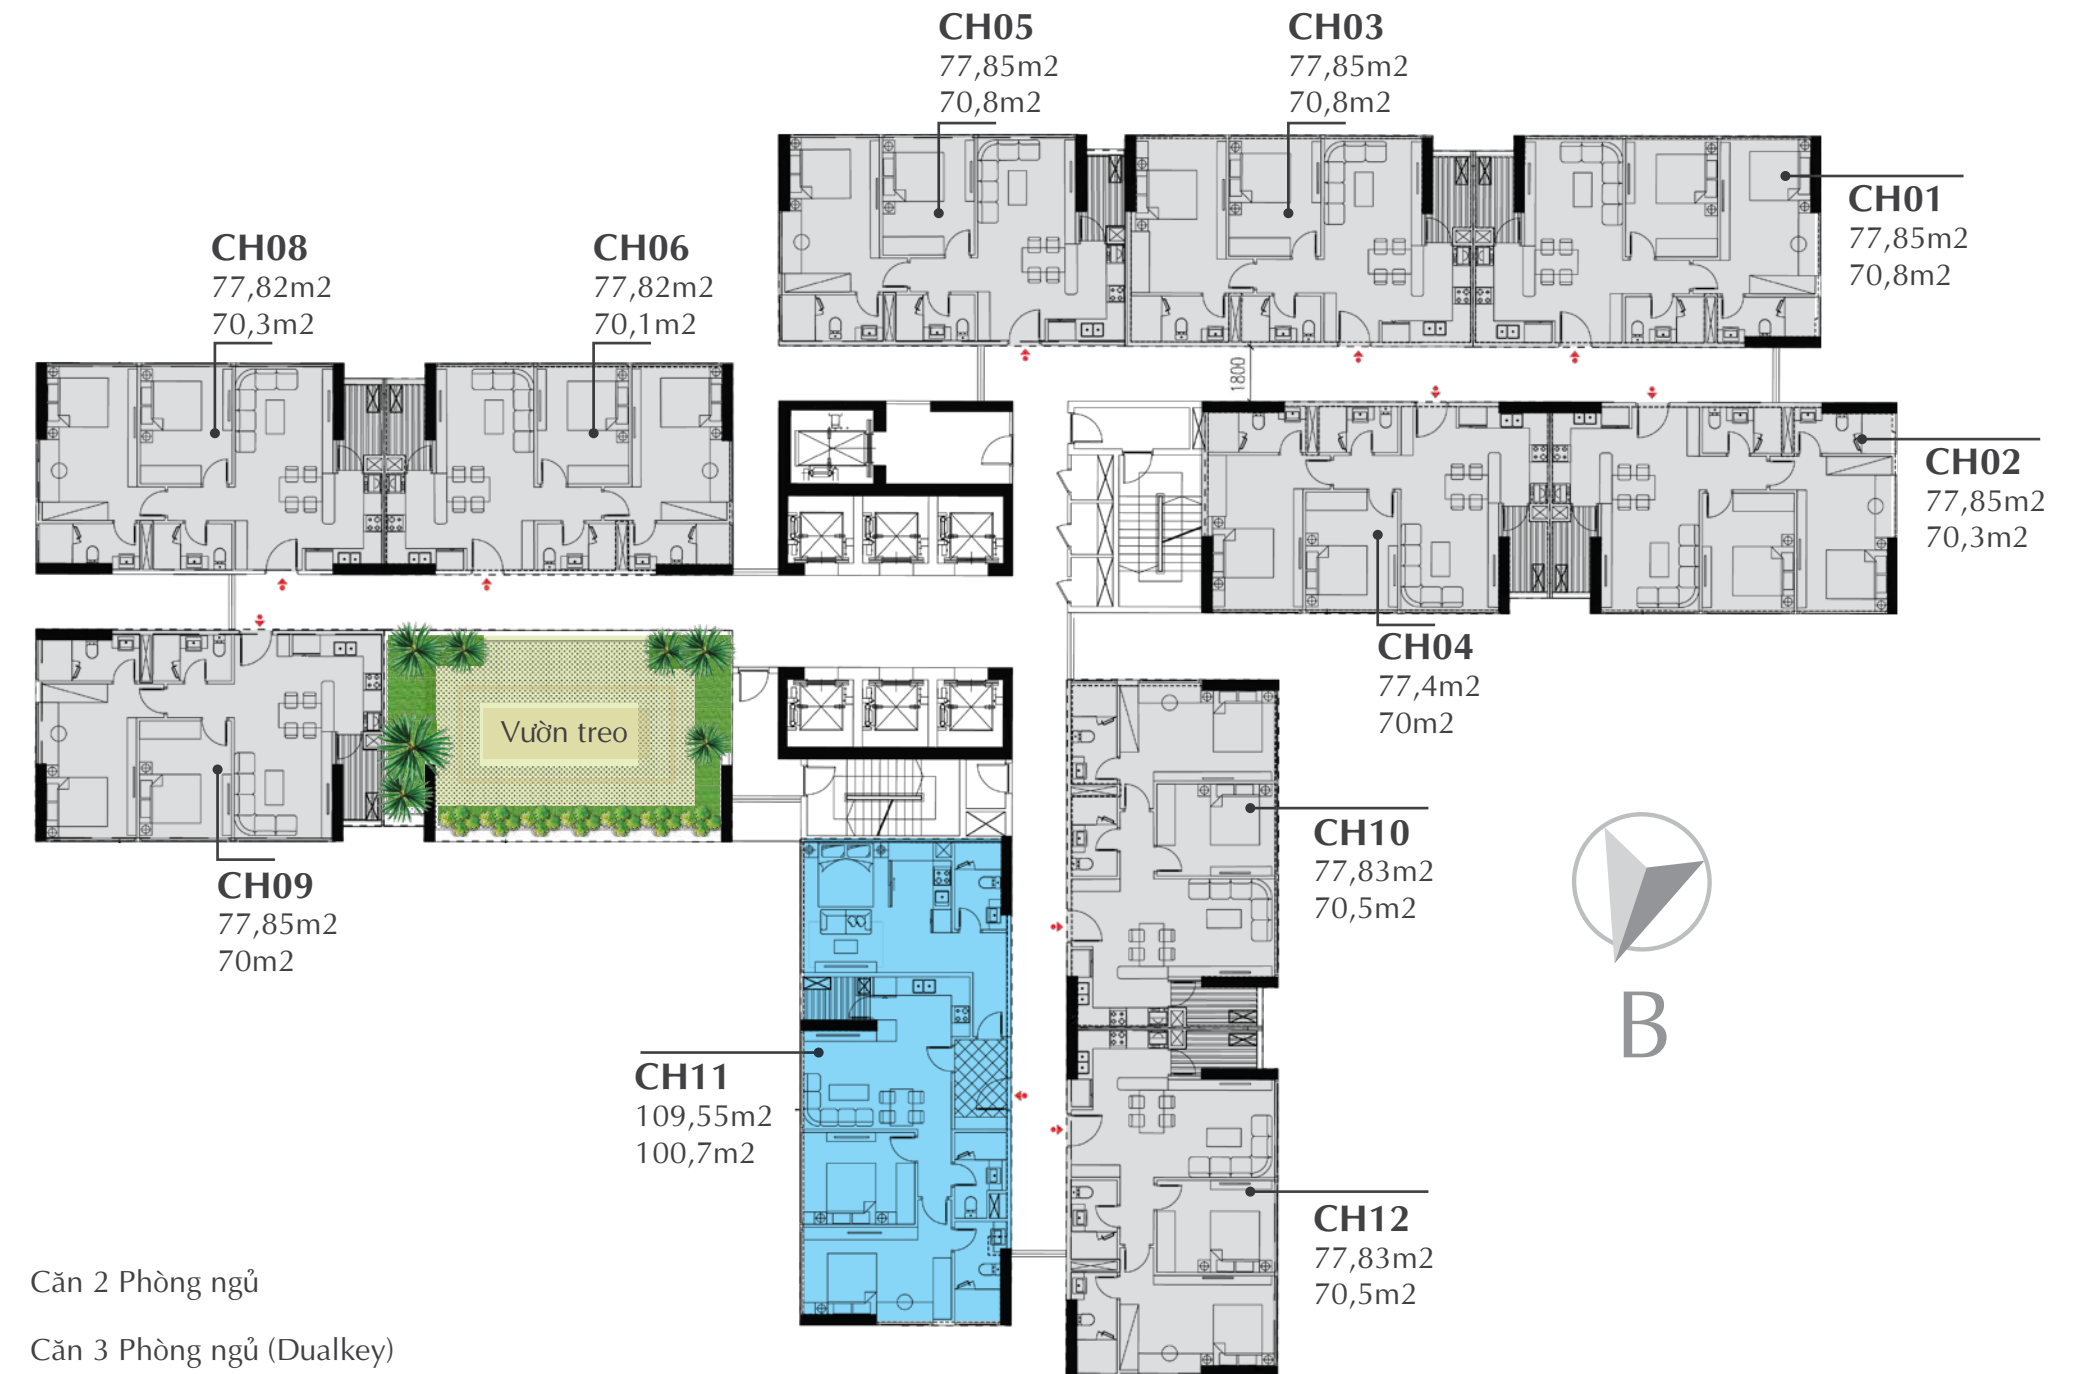 CH05
77,85m2
70,8m2
CH03
77,85m2
70,8m2
CH01
77,85m2
70,8m2
CH08
77,82m2
70,3m2
CH06
77,82m2
70,1m2
1800
CH02
77,85m2
70,3m2
CH04
77,4m2
70m2
Vườn treo
CH10
77,83m2
70,5m2
CH09
77,85m2
70m2
B
CH11
109,55m2
100,7m2
CH12
77,83m2
70,5m2
Căn 2 Phòng ngủ
Căn 3 Phòng ngủ (Dualkey)